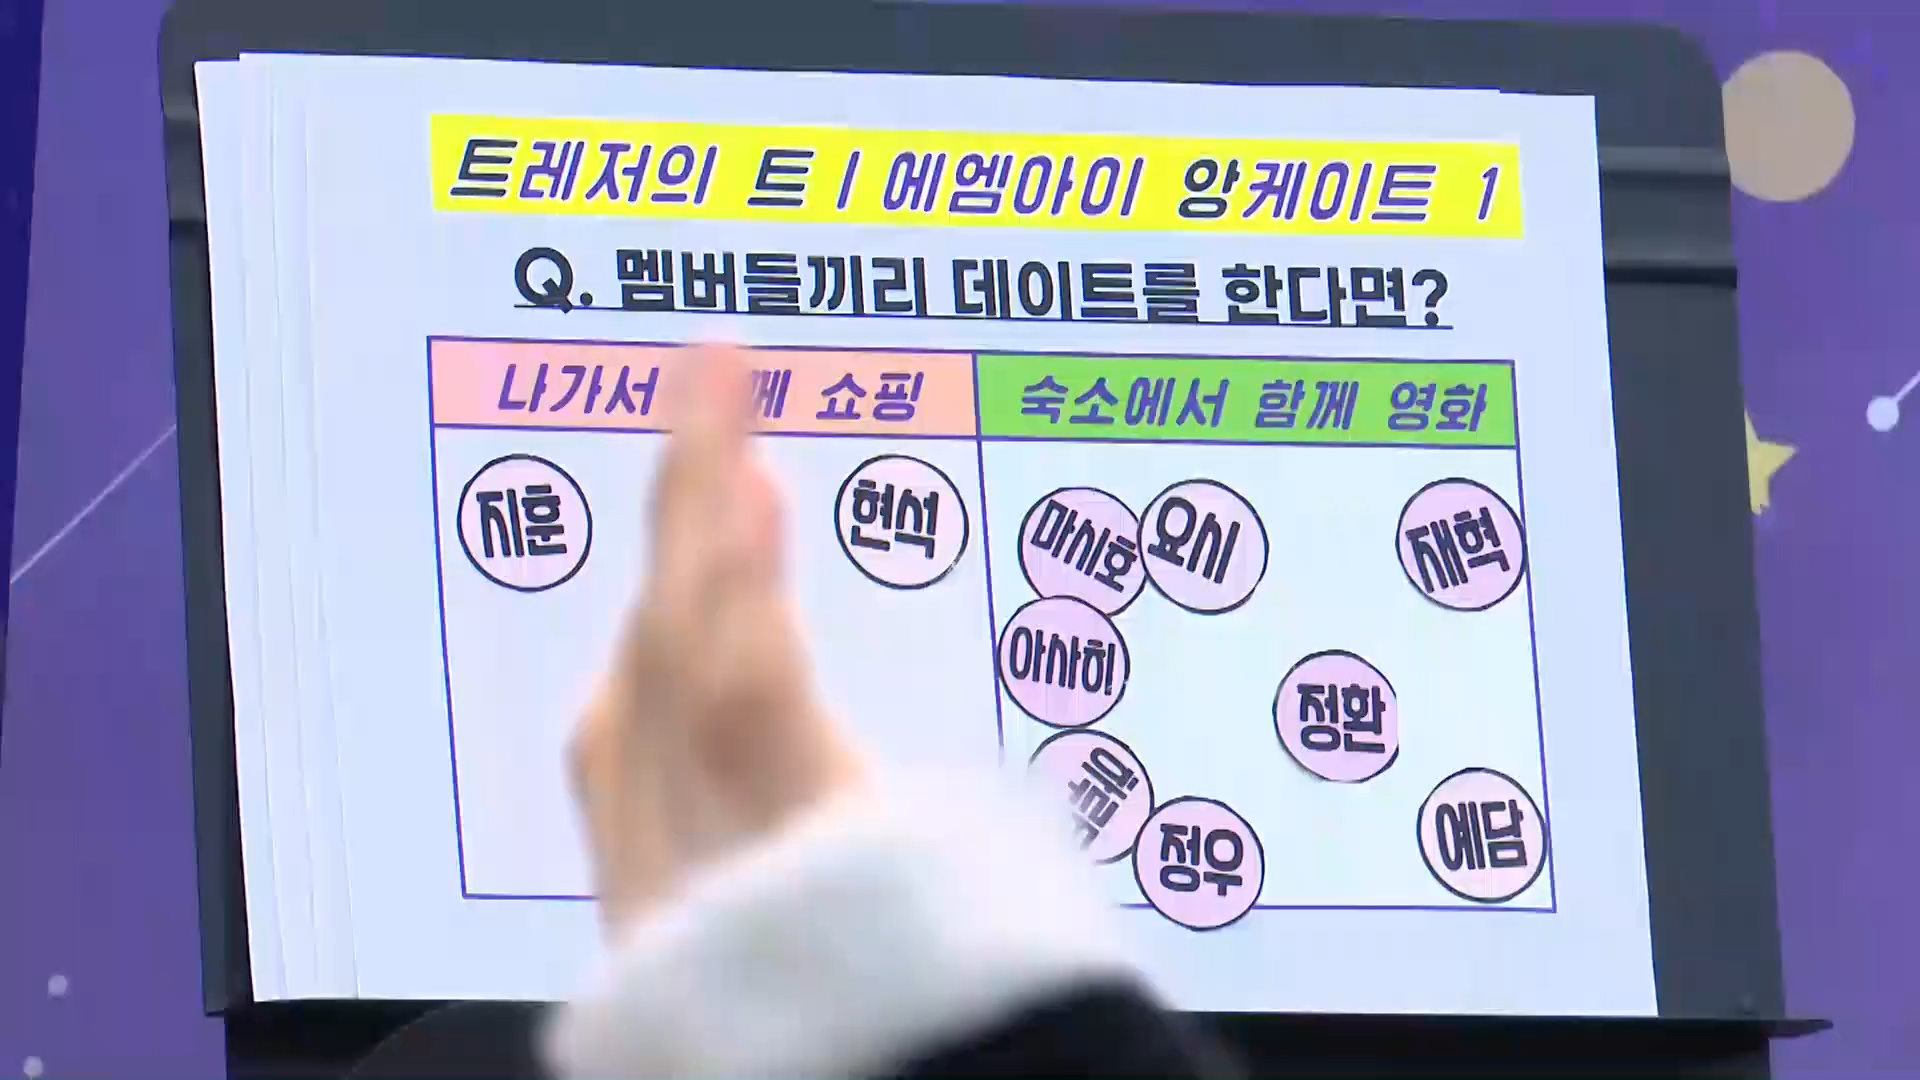 트레저의 트ㅣ에엠아이 앙케이트 1
Q. 멤버들끼리 데이트를 한다면?
나가서 께 쇼핑
숙소에서 함께 영화
지훈
현석
마시호
요시
재혁
아사히
정환
정우
예담